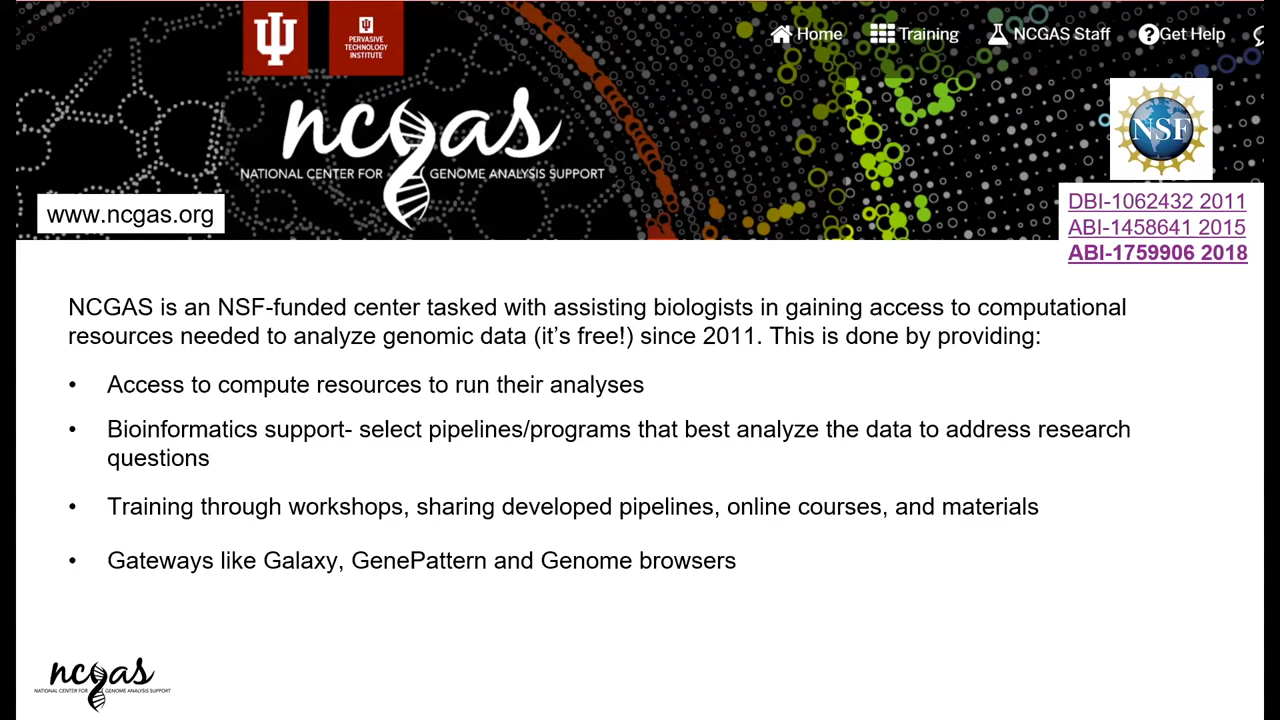 PERVASIVE
TECHNOLOGY
INSTITUTE
Home
Training
NCGAS Staff
Get Help
ncgas
NATIONAL CENTER FOR GENOME ANALYSIS SUPPORT
NSF
www.ncgas.org
DBI-1062432 2011
ABI-1458641 2015
ABI-1759906 2018
NCGAS is an NSF-funded center tasked with assisting biologists in gaining access to computational
resources needed to analyze genomic data (it’s free!) since 2011. This is done by providing:
• Access to compute resources to run their analyses
• Bioinformatics support- select pipelines/programs that best analyze the data to address research
questions
• Training through workshops, sharing developed pipelines, online courses, and materials
• Gateways like Galaxy, GenePattern and Genome browsers
ncgas
NATIONAL CENTER FOR GENOME ANALYSIS SUPPORT